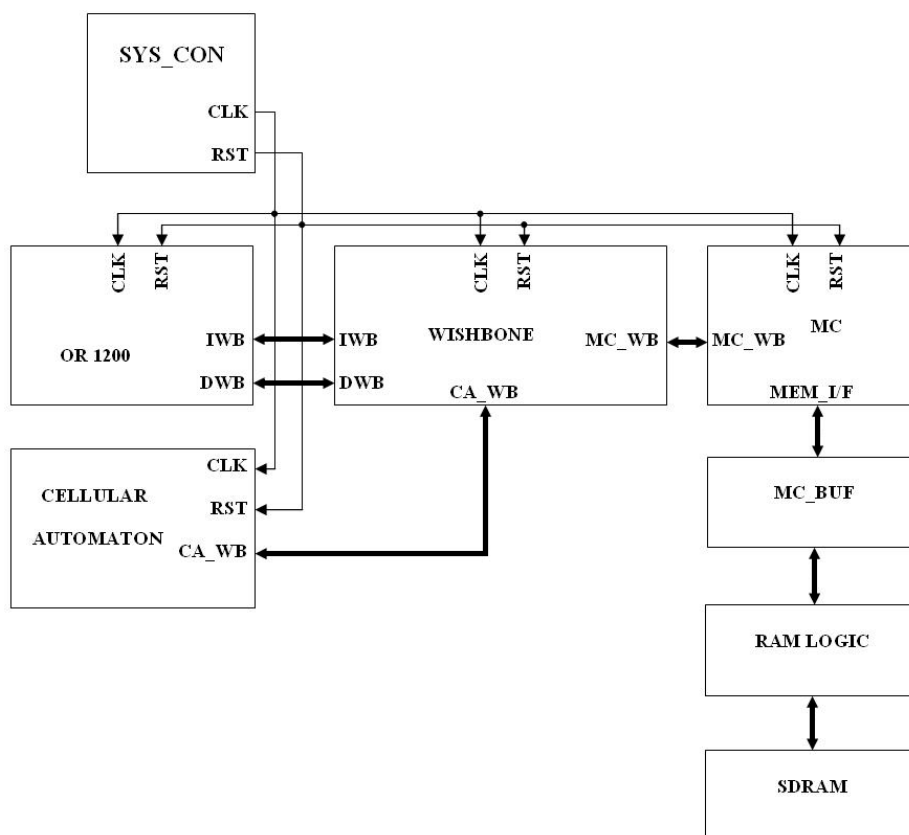 SYS_CON
CLK
RST
CLK
RST
OR 1200
IWB
DWB
CLK
RST
WISHBONE
IWB
DWB
MC_WB
CA_WB
CLK
RST
MC
MC_WB
MEM_I/F
CELLULAR
AUTOMATON
CLK
RST
CA_WB
MC_BUF
RAM LOGIC
SDRAM